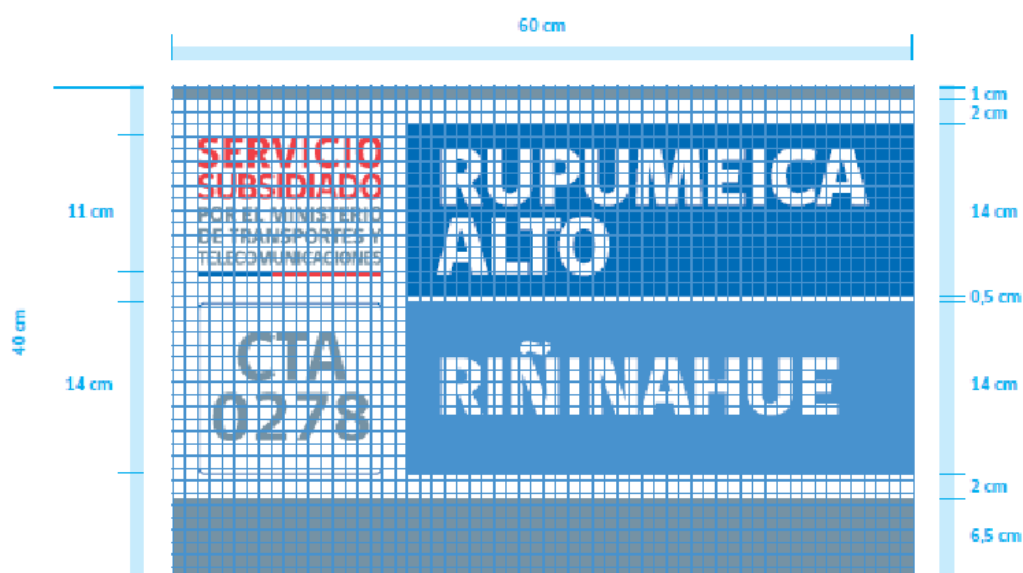 60 cm
1 cm
2 cm
SERVICIO
SUBSIDIADO
POR EL MINISTERIO
DE TRANSPORTES Y
TELECOMUNICACIONES
RUPUMEICA
ALTO
11 cm
14 cm
0,5 cm
40 cm
CTA
0278
RIÑINAHUE
14 cm
14 cm
2 cm
6,5 cm